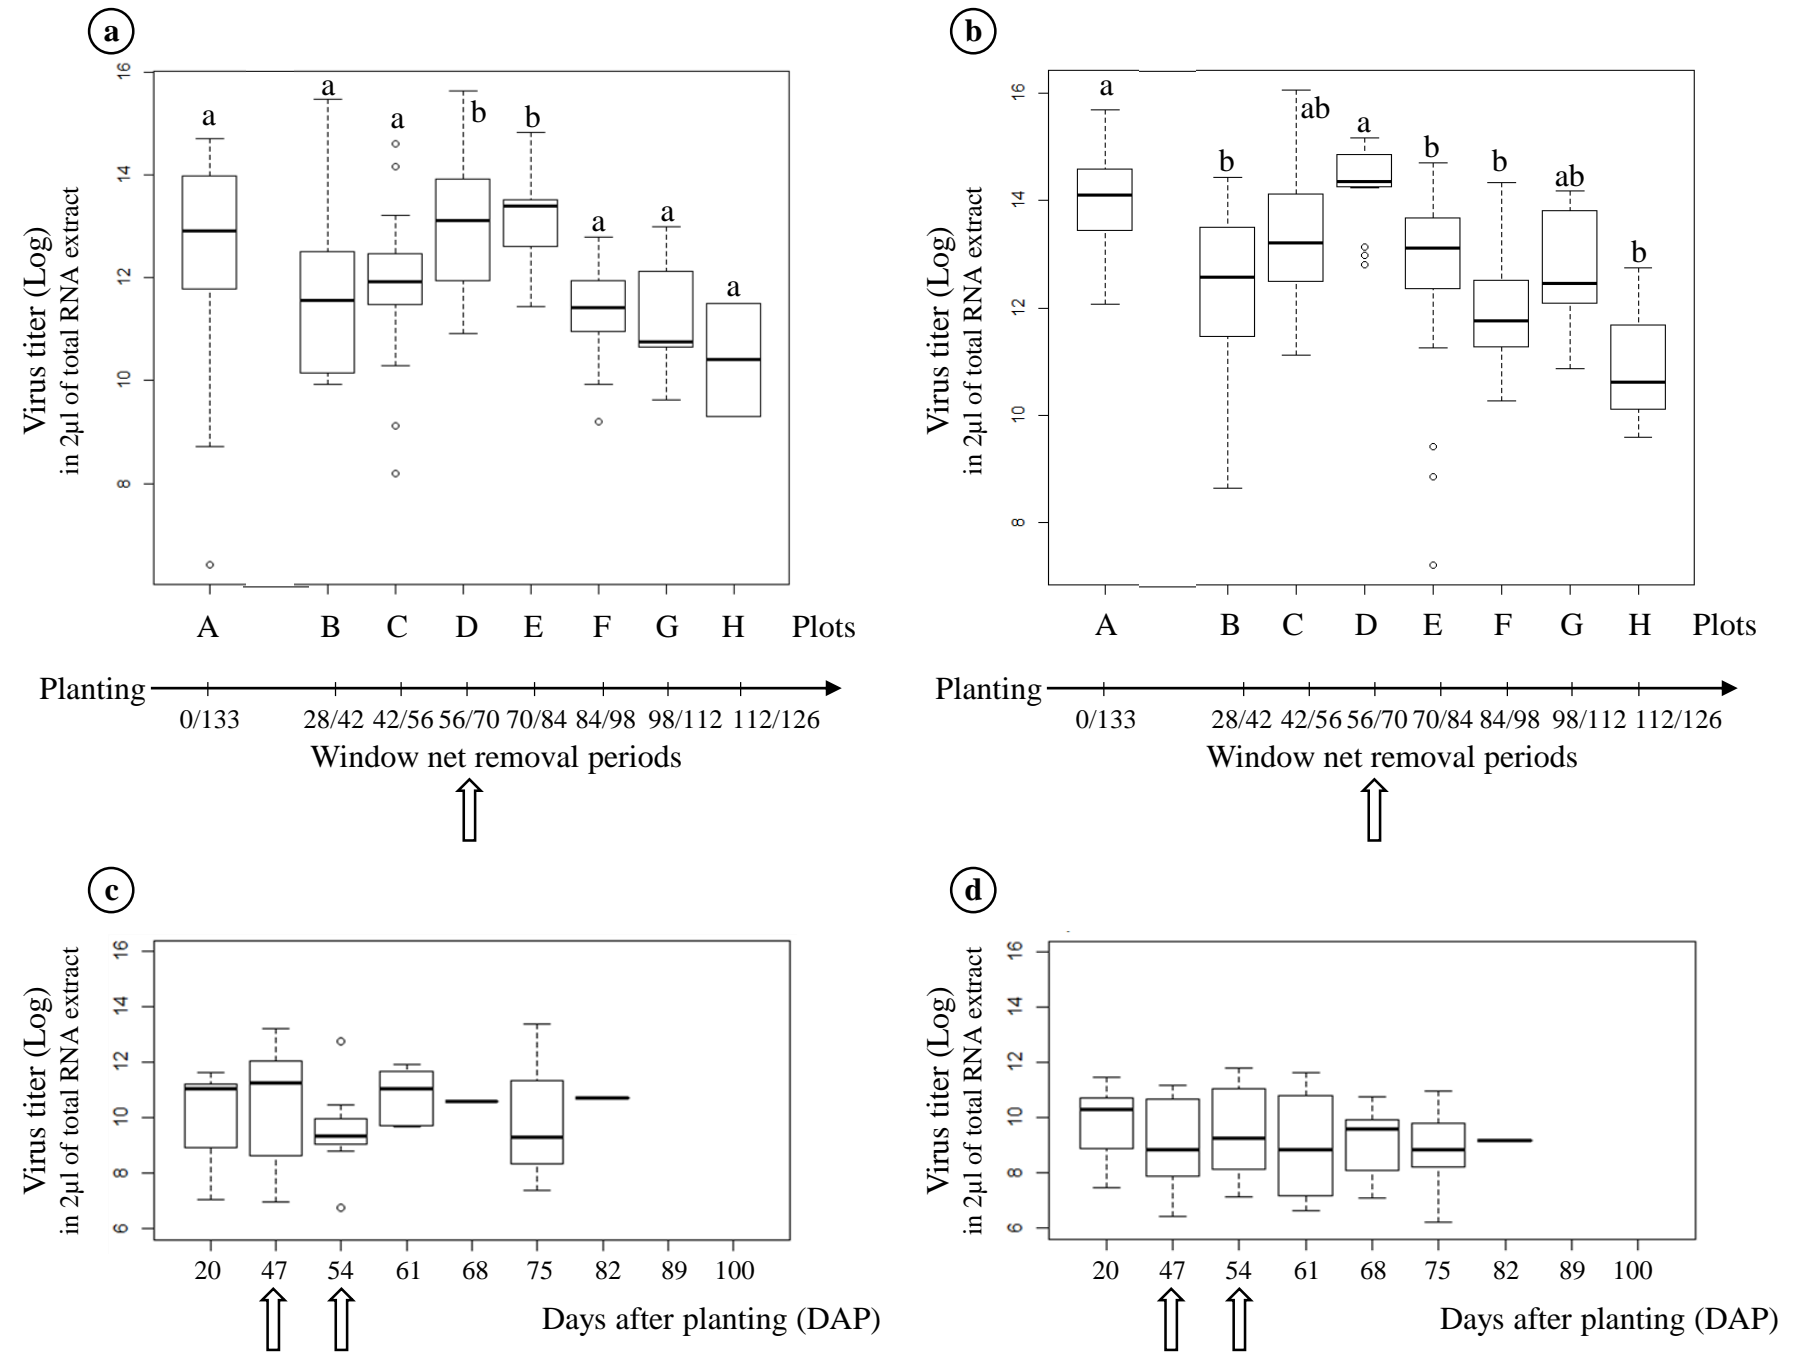 a
Virus titer (Log)
in 2µl of total RNA extract
16
14
12
10
8
a a a b b a a a
A B C D E F G H Plots
Planting
0/133 28/42 42/56 56/70 70/84 84/98 98/112 112/126
Window net removal periods
b
Virus titer (Log)
in 2µl of total RNA extract
16
14
12
10
8
a b ab a b b ab b
A B C D E F G H Plots
Planting
0/133 28/42 42/56 56/70 70/84 84/98 98/112 112/126
Window net removal periods
c
Virus titer (Log)
in 2µl of total RNA extract
16
14
12
10
8
6
20 47 54 61 68 75 82 89 100
Days after planting (DAP)
d
Virus titer (Log)
in 2µl of total RNA extract
16
14
12
10
8
6
20 47 54 61 68 75 82 89 100
Days after planting (DAP)